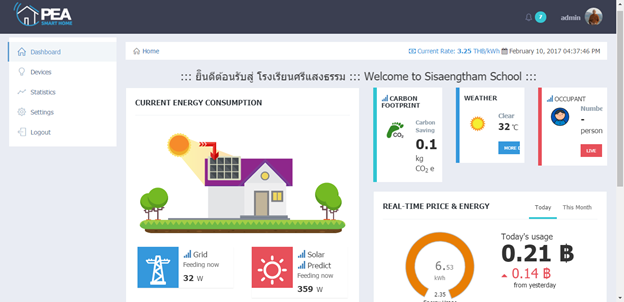 PEA
SMART HOME
7
admin
Dashboard
Devices
Statistics
Settings
Logout
Home
Current Rate: 3.25 THB/kWh February 10, 2017 04:37:46 PM
::: ยินดีต้อนรับสู่ โรงเรียนศรีแสงธรรม ::: Welcome to Sisaengtham School :::
CURRENT ENERGY CONSUMPTION
Grid
Feeding now
32 W
Solar
Predict
Feeding now
359 W
CARBON
FOOTPRINT
CO2
Carbon
Saving
0.1
kg
CO2 e
WEATHER
Clear
32 °C
MORE
OCCUPANT
Numbe
-
person
LIVE
REAL-TIME PRICE & ENERGY
Today This Month
6.53
kWh
2.35
Today's usage
0.21 ฿
0.14 ฿
from yesterday